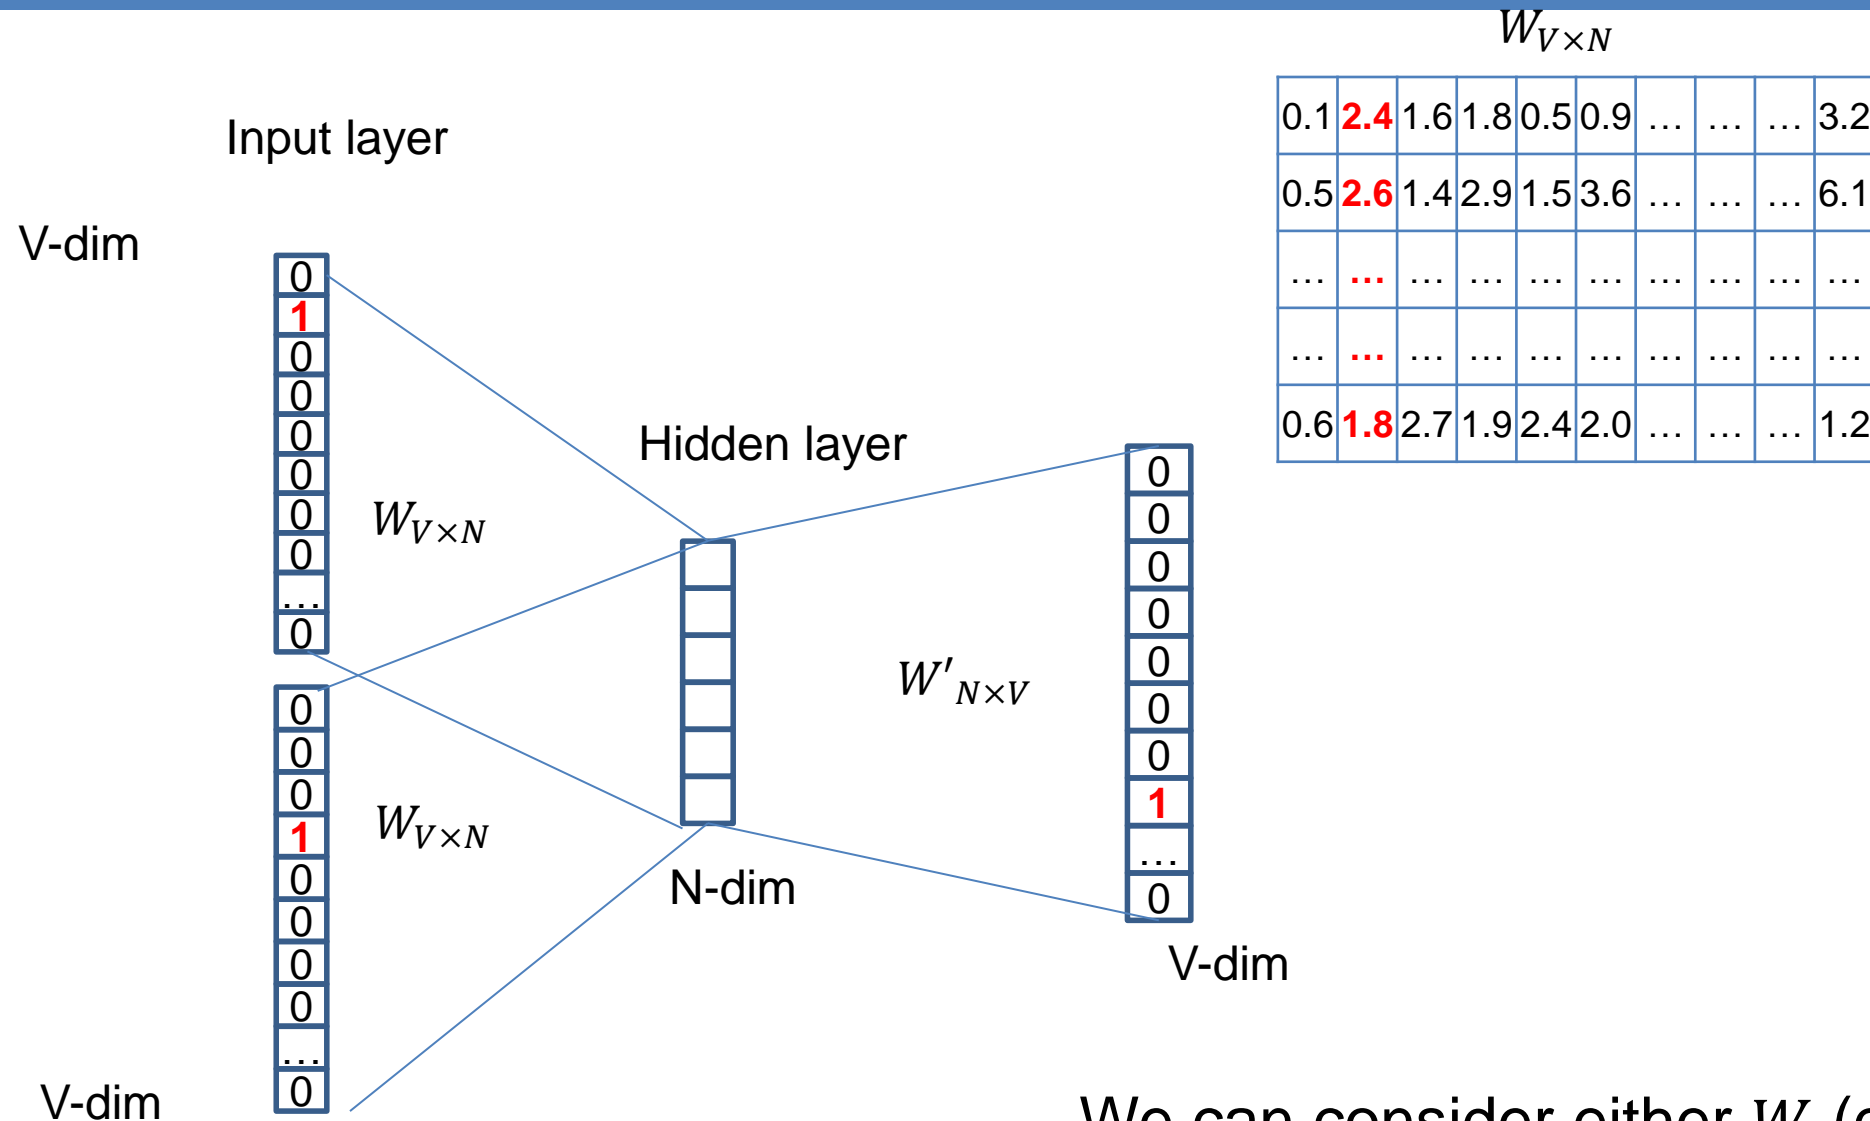 W_{V×N}
0.1 2.4 1.6 1.8 0.5 0.9 … … … 3.2
0.5 2.6 1.4 2.9 1.5 3.6 … … … 6.1
… … … … … … … … … …
… … … … … … … … … …
0.6 1.8 2.7 1.9 2.4 2.0 … … … 1.2
Input layer
V-dim
0
1
0
0
0
0
0
0
…
0
W_{V×N}
0
0
0
1
0
0
0
0
…
0
W_{V×N}
V-dim
Hidden layer
N-dim
W'_{N×V}
0
0
0
0
0
0
0
1
…
0
V-dim
We can consider either W (